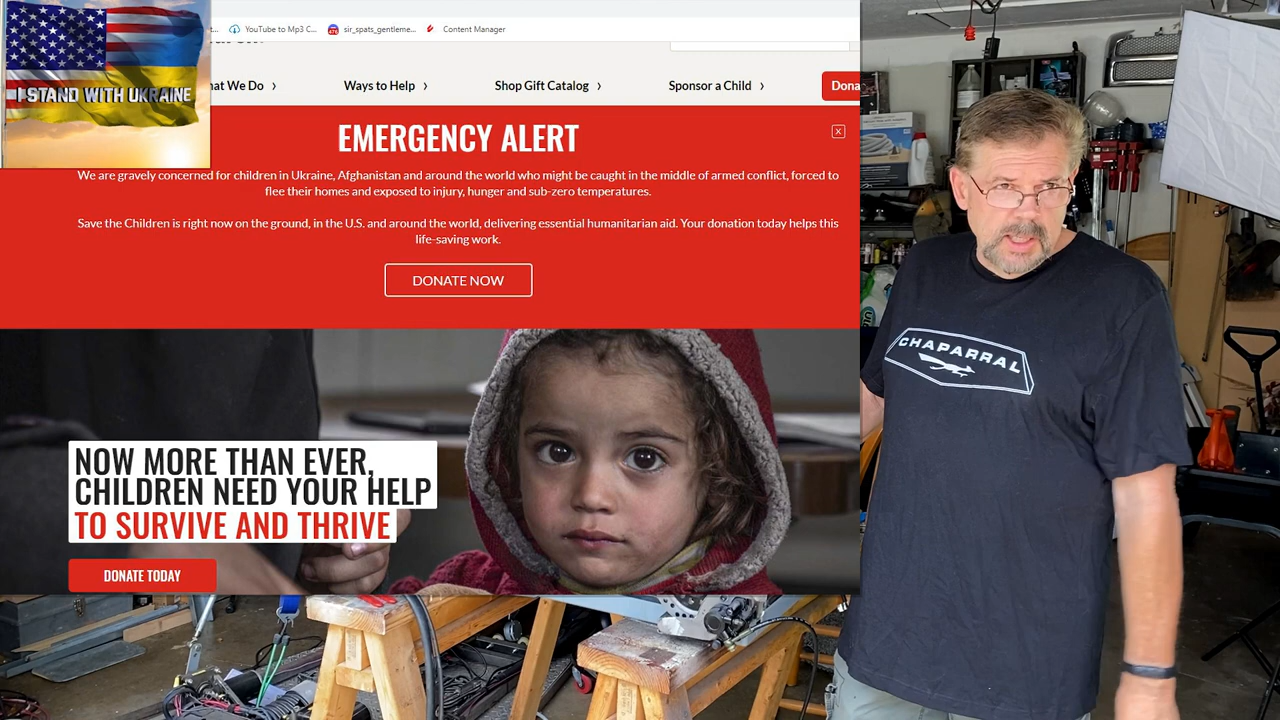 YouTube to Mp3 C...
sir_spats_gentleme...
Content Manager
I STAND WITH UKRAINE
hat We Do
Ways to Help
Shop Gift Catalog
Sponsor a Child
Dona
EMERGENCY ALERT
We are gravely concerned for children in Ukraine, Afghanistan and around the world who might be caught in the middle of armed conflict, forced to
flee their homes and exposed to injury, hunger and sub-zero temperatures.
Save the Children is right now on the ground, in the U.S. and around the world, delivering essential humanitarian aid. Your donation today helps this
life-saving work.
DONATE NOW
CHAPARRAL
NOW MORE THAN EVER,
CHILDREN NEED YOUR HELP
TO SURVIVE AND THRIVE
DONATE TODAY